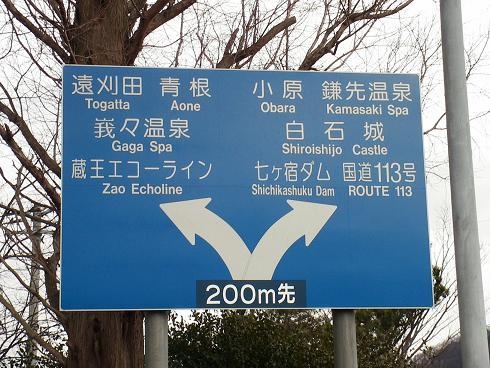 遠刈田 青根
Togatta Aone
峩々温泉
Gaga Spa
蔵王エコーライン
Zao Echoline
小原 鎌先温泉
Obara Kamasaki Spa
白石城
Shiroishijo Castle
七ヶ宿ダム 国道113号
Shichikashuku Dam ROUTE 113
200m先